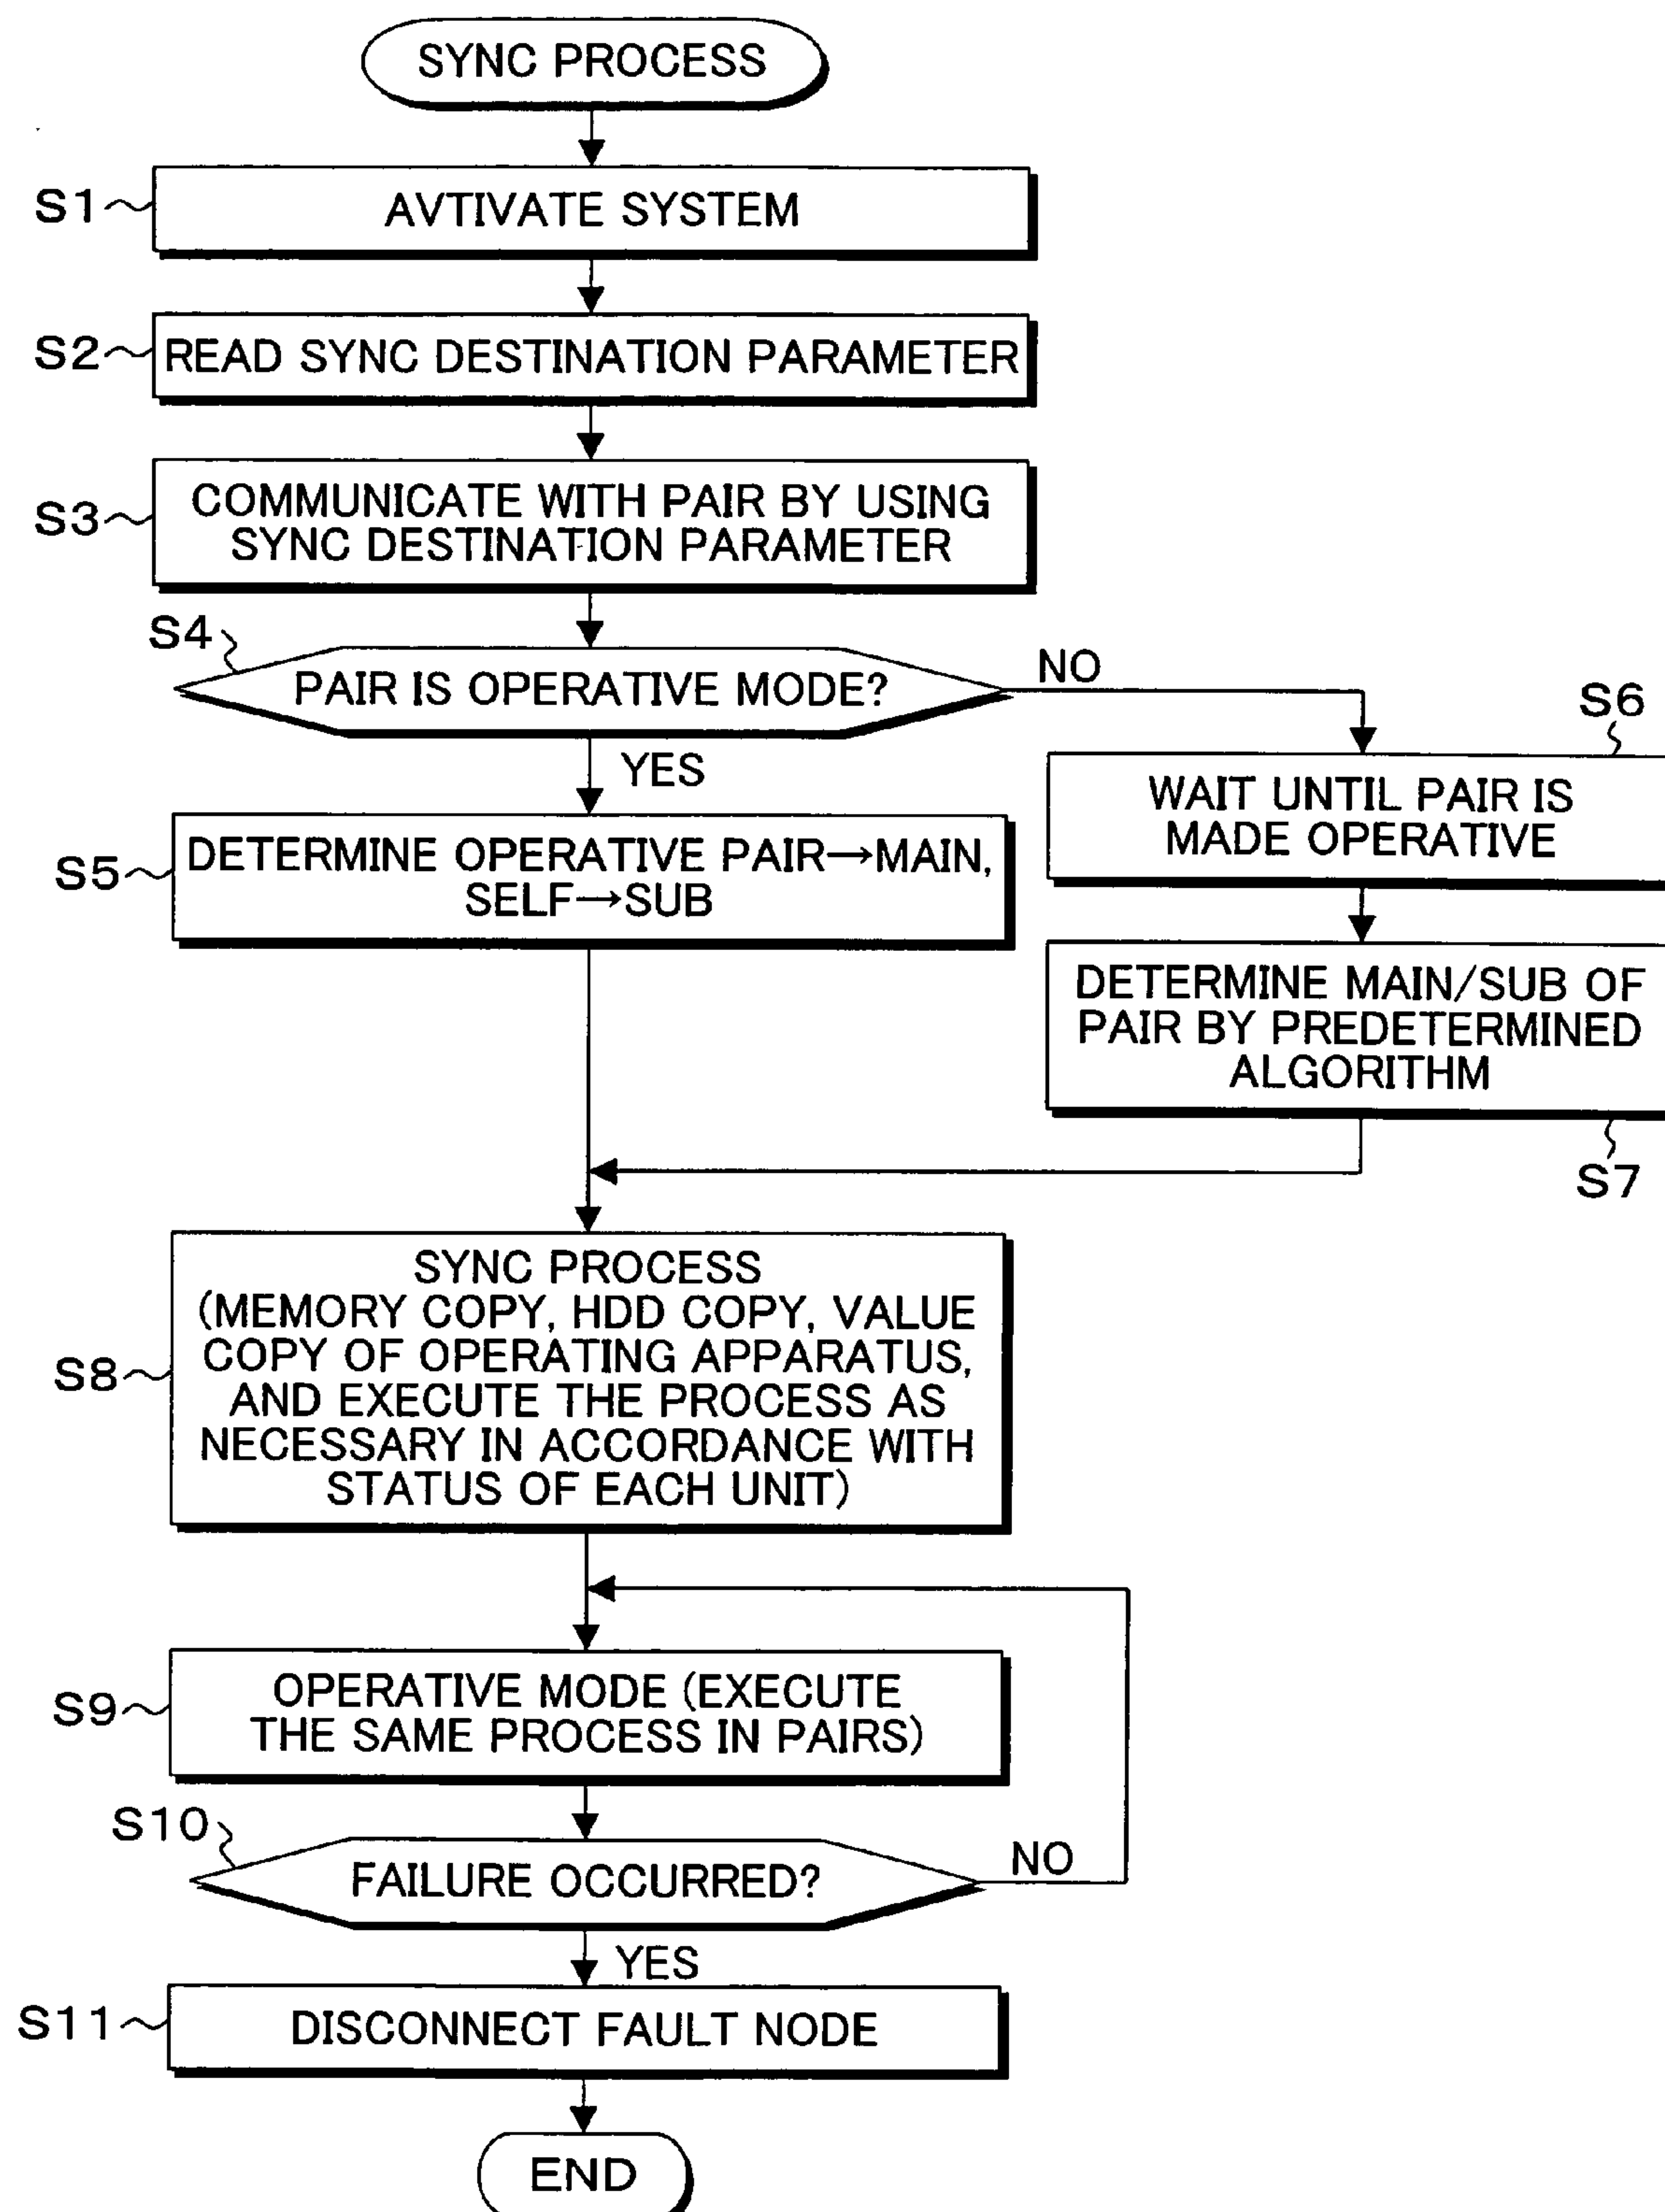 SYNC PROCESS
S1
AVTIVATE SYSTEM
S2
READ SYNC DESTINATION PARAMETER
S3
COMMUNICATE WITH PAIR BY USING
SYNC DESTINATION PARAMETER
S4
PAIR IS OPERATIVE MODE?
NO
YES
S6
WAIT UNTIL PAIR IS
MADE OPERATIVE
S5
DETERMINE OPERATIVE PAIR→MAIN,
SELF→SUB
DETERMINE MAIN/SUB OF
PAIR BY PREDETERMINED
ALGORITHM
S7
S8
SYNC PROCESS
(MEMORY COPY, HDD COPY, VALUE
COPY OF OPERATING APPARATUS,
AND EXECUTE THE PROCESS AS
NECESSARY IN ACCORDANCE WITH
STATUS OF EACH UNIT)
S9
OPERATIVE MODE (EXECUTE
THE SAME PROCESS IN PAIRS)
S10
FAILURE OCCURRED?
NO
YES
S11
DISCONNECT FAULT NODE
END